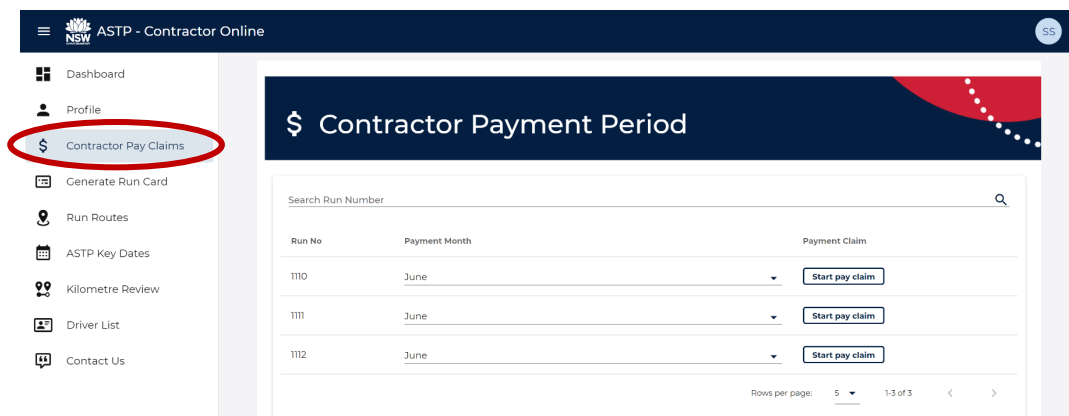 NSW ASTP - Contractor Online SS
Dashboard
Profile
$ Contractor Pay Claims
Generate Run Card
Run Routes
ASTP Key Dates
Kilometre Review
Driver List
Contact Us
$ Contractor Payment Period
Search Run Number
Run No Payment Month Payment Claim
1110 June Start pay claim
1111 June Start pay claim
1112 June Start pay claim
Rows per page: 5 1-3 of 3